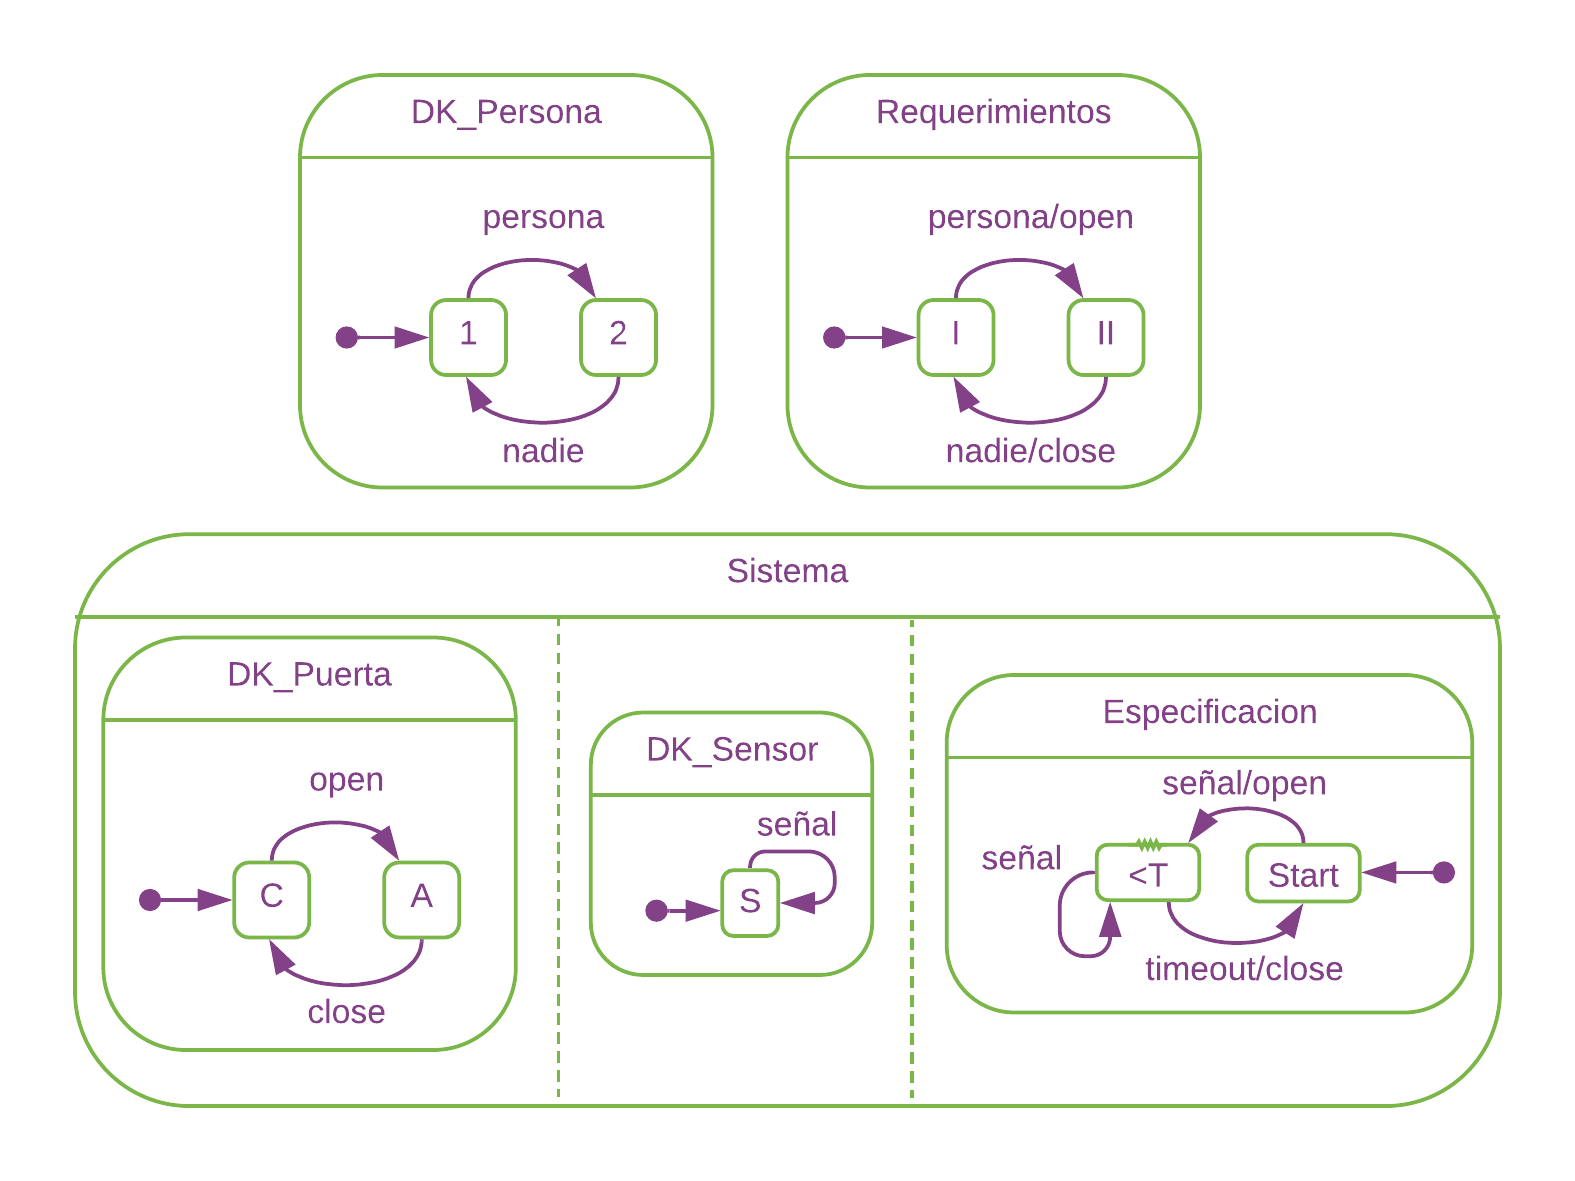 DK_Persona
persona
1
2
nadie
Requerimientos
persona/open
I
II
nadie/close
Sistema
DK_Puerta
open
C
A
close
DK_Sensor
señal
S
Especificacion
señal/open
señal
<T
Start
timeout/close